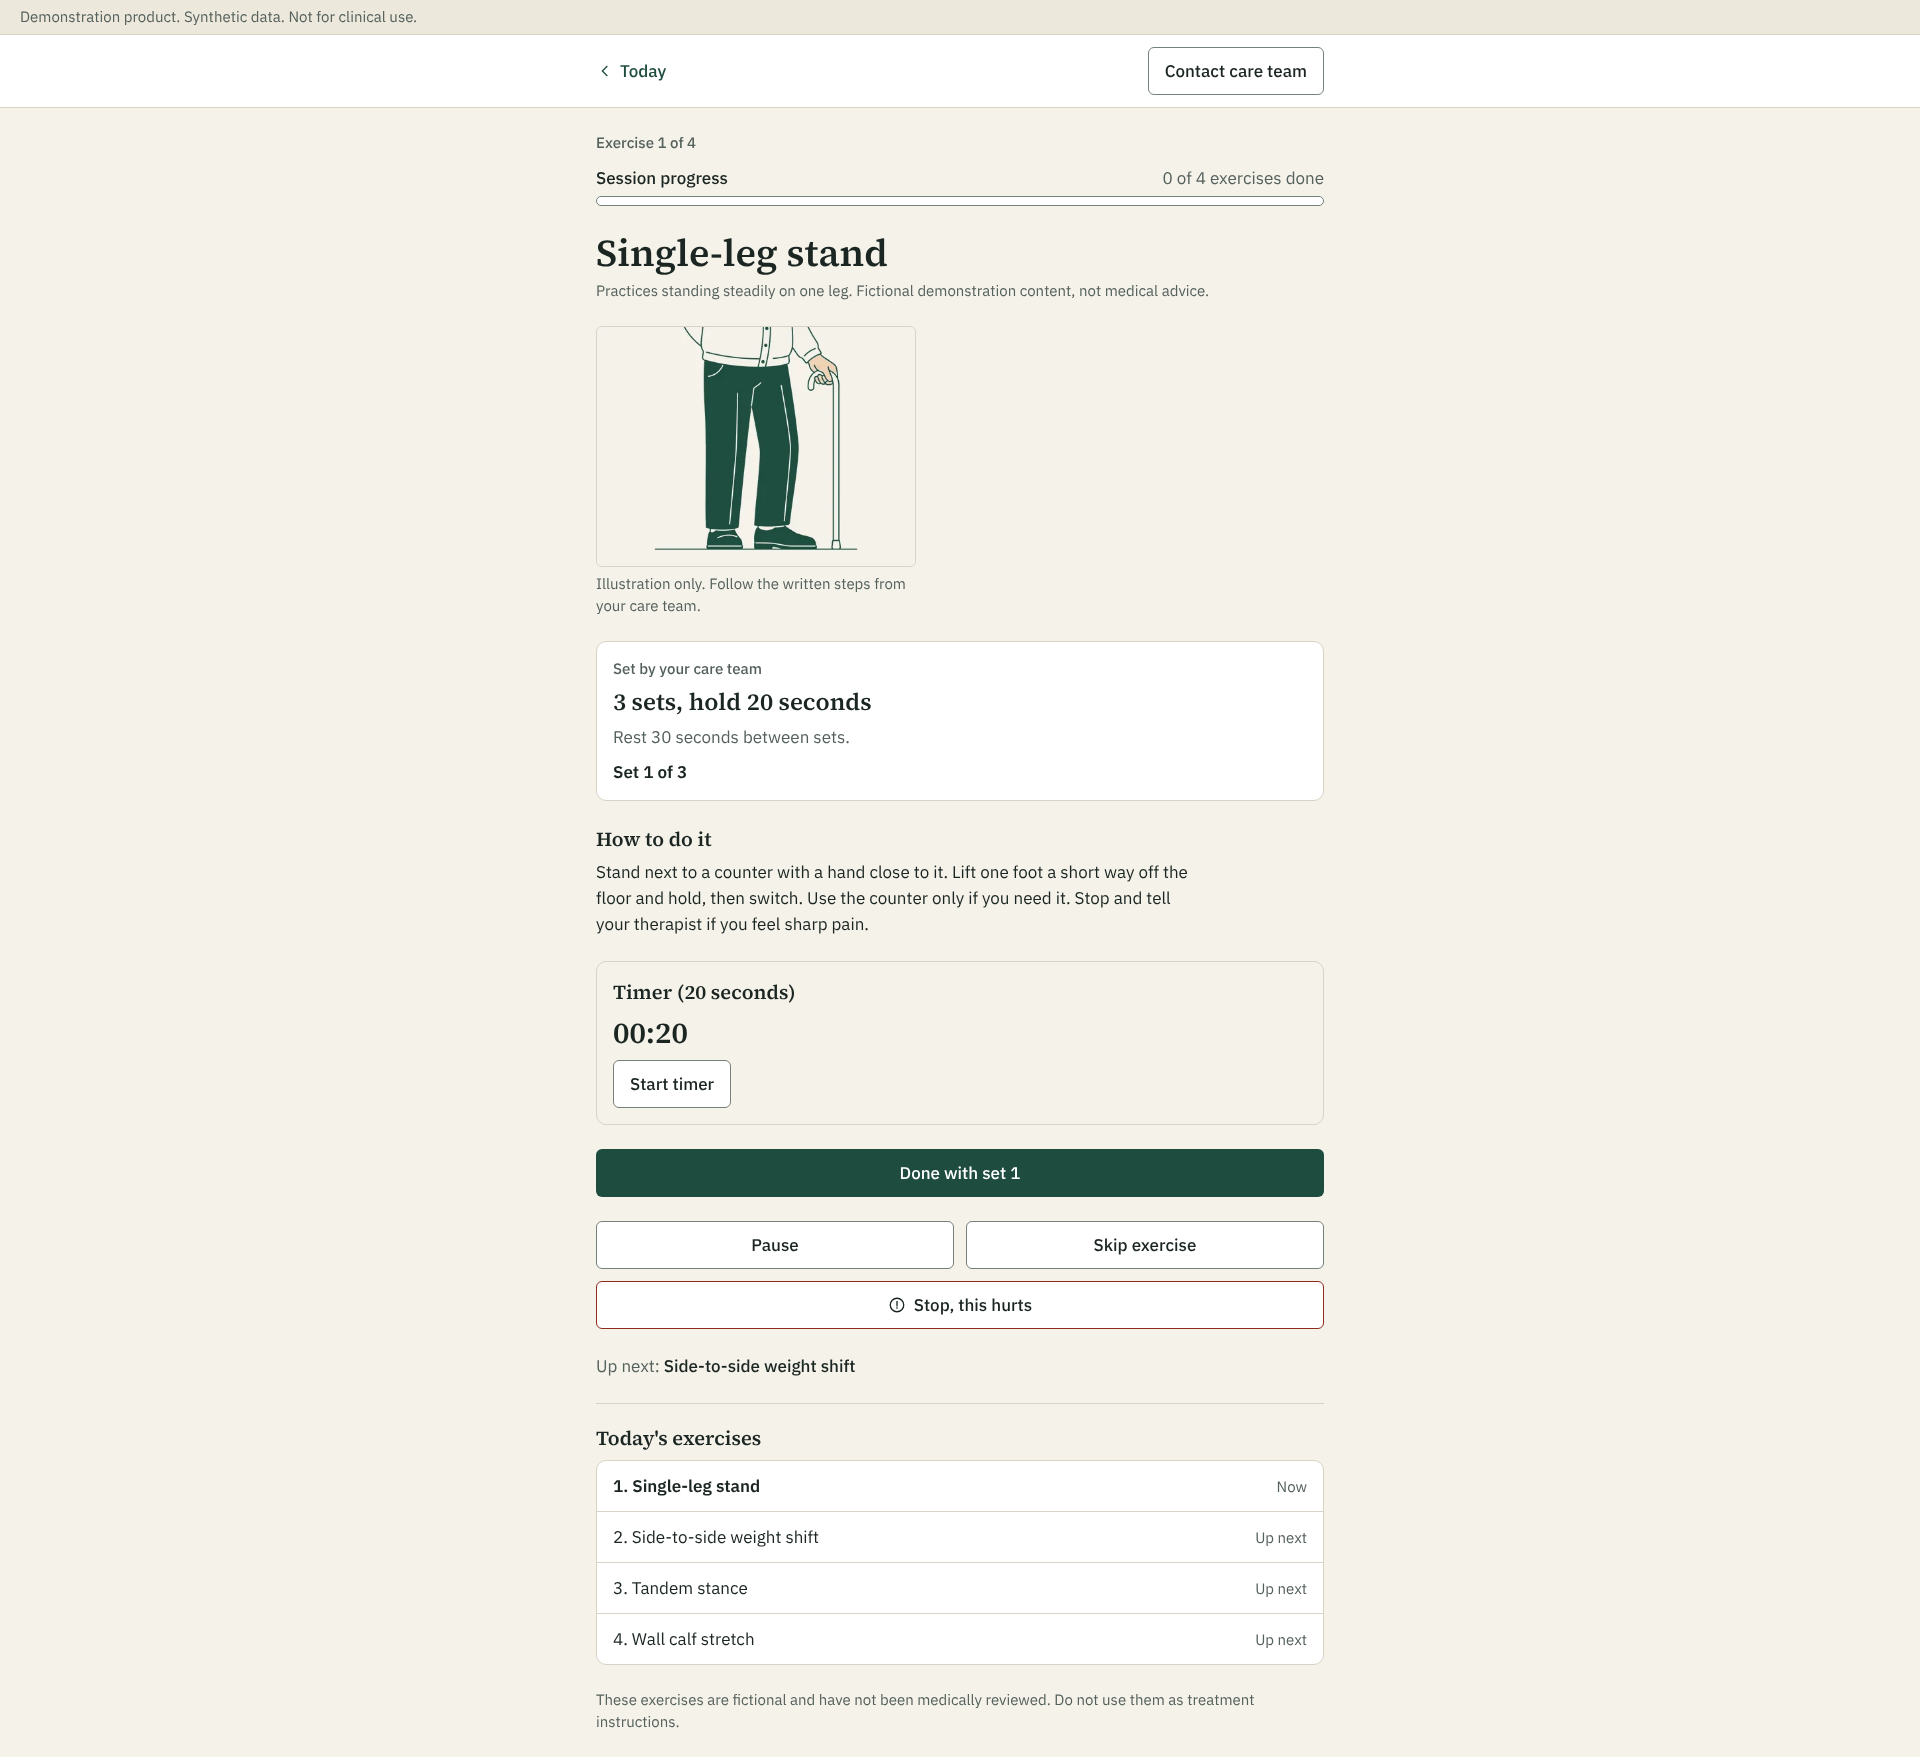 Demonstration product. Synthetic data. Not for clinical use.
Today
Contact care team
Exercise 1 of 4
Session progress
0 of 4 exercises done
Single-leg stand
Practices standing steadily on one leg. Fictional demonstration content, not medical advice.
Illustration only. Follow the written steps from
your care team.
Set by your care team
3 sets, hold 20 seconds
Rest 30 seconds between sets.
Set 1 of 3
How to do it
Stand next to a counter with a hand close to it. Lift one foot a short way off the
floor and hold, then switch. Use the counter only if you need it. Stop and tell
your therapist if you feel sharp pain.
Timer (20 seconds)
00:20
Start timer
Done with set 1
Pause
Skip exercise
Stop, this hurts
Up next: Side-to-side weight shift
Today's exercises
1. Single-leg stand
Now
2. Side-to-side weight shift
Up next
3. Tandem stance
Up next
4. Wall calf stretch
Up next
These exercises are fictional and have not been medically reviewed. Do not use them as treatment
instructions.